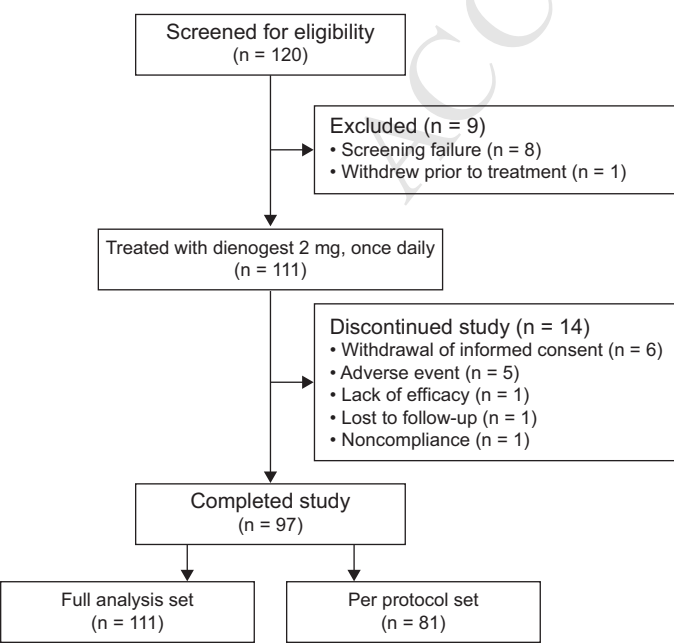 Screened for eligibility
(n = 120)
Excluded (n = 9)
• Screening failure (n = 8)
• Withdrew prior to treatment (n = 1)
Treated with dienogest 2 mg, once daily
(n = 111)
Discontinued study (n = 14)
• Withdrawal of informed consent (n = 6)
• Adverse event (n = 5)
• Lack of efficacy (n = 1)
• Lost to follow-up (n = 1)
• Noncompliance (n = 1)
Completed study
(n = 97)
Full analysis set
(n = 111)
Per protocol set
(n = 81)